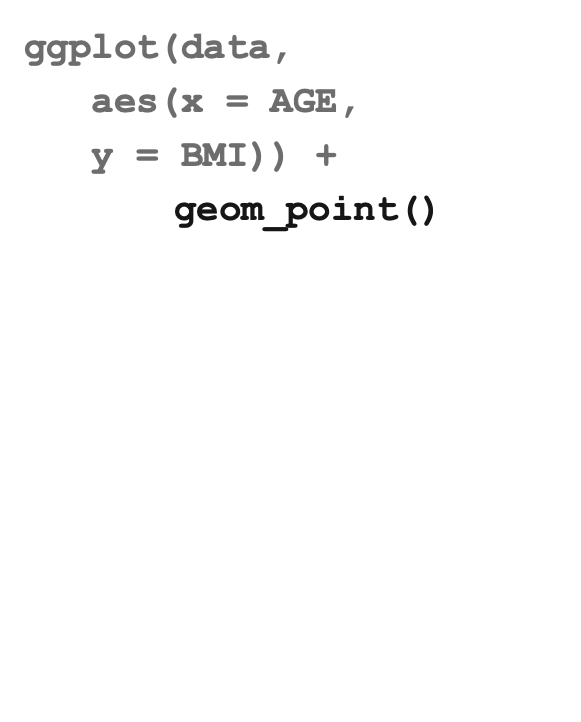 ggplot(data,
aes(x = AGE,
y = BMI)) +
geom_point()